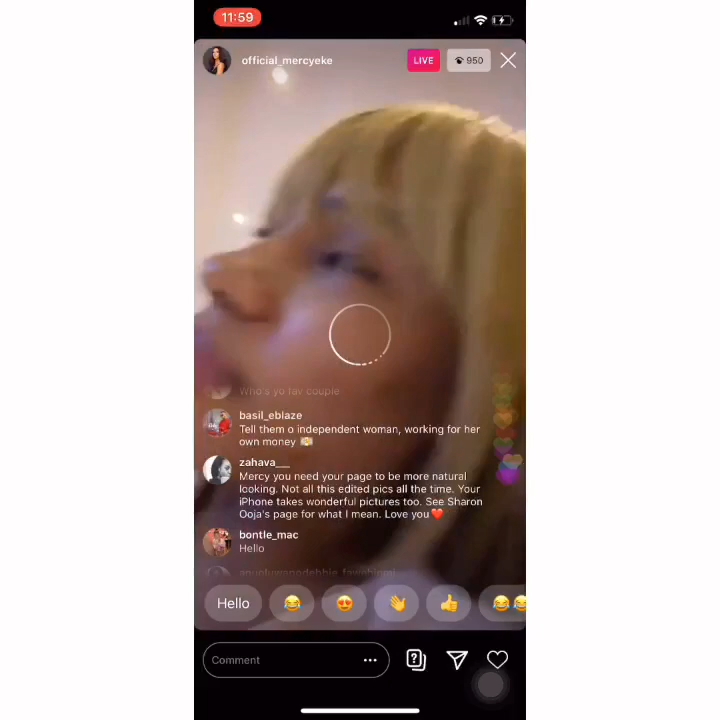 11:59
official_mercyeke
LIVE
950
Who's yo fav couple
basil_eblaze
Tell them o independent woman, working for her
own money 💴
zahava___
Mercy you need your page to be more natural
looking. Not all this edited pics all the time. Your
iPhone takes wonderful pictures too. See Sharon
Ooja's page for what I mean. Love you❤️
bontle_mac
Hello
Hello
Comment